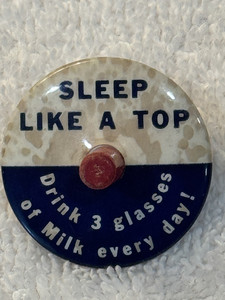 SLEEP
LIKE A TOP
Drink 3 glasses
of Milk every day!